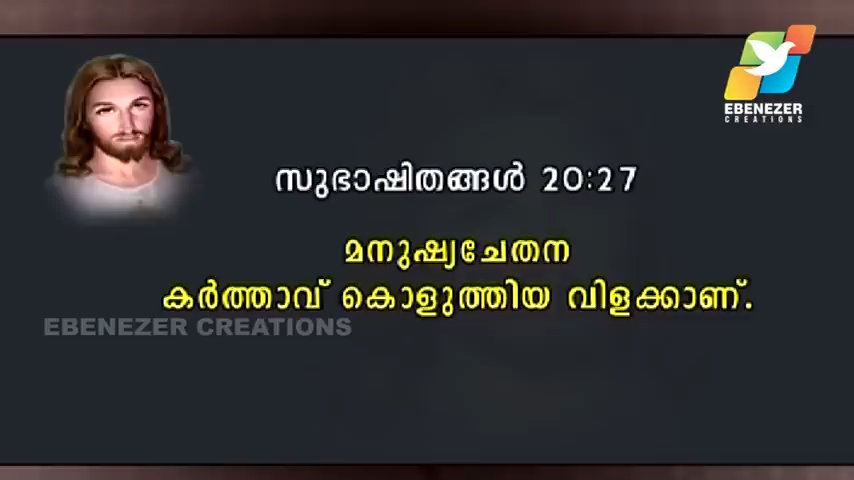 EBENEZER
CREATIONS
സുഭാഷിതങ്ങൾ 20:27
മനുഷ്യചേതന
കർത്താവ് കൊളുത്തിയ വിളക്കാണ്.
EBENEZER CREATIONS